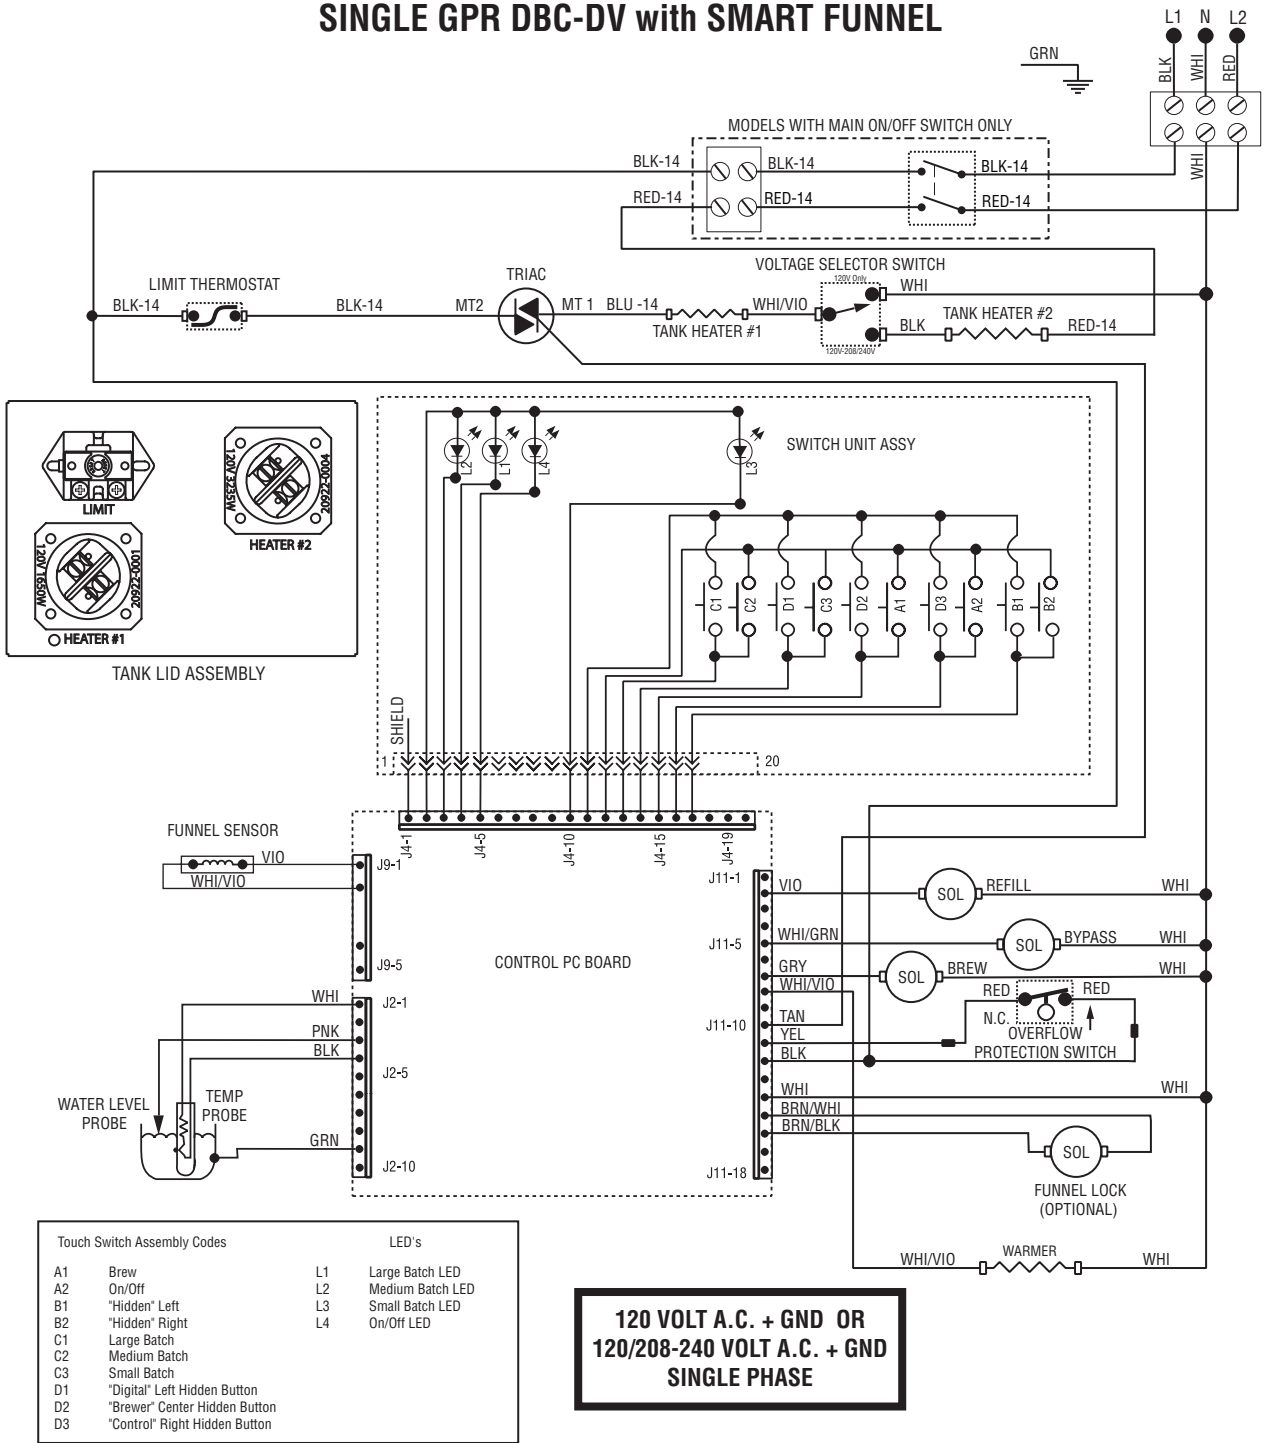 SINGLE GPR DBC-DV with SMART FUNNEL
L1 N L2
GRN
BLK WHI RED
MODELS WITH MAIN ON/OFF SWITCH ONLY
BLK-14 BLK-14 BLK-14 WHI
RED-14 RED-14 RED-14
VOLTAGE SELECTOR SWITCH
120V Only
WHI
LIMIT THERMOSTAT
TRIAC
BLK-14 BLK-14 MT2 MT 1 BLU -14 WHI/VIO
TANK HEATER #1
BLK TANK HEATER #2 RED-14
120V-208/240V
LIMIT
120V 3235W 20922-0004
HEATER #2
120V 1650W 20922-0001
HEATER #1
TANK LID ASSEMBLY
SWITCH UNIT ASSY
L2 L1 L4 L3
C1 C2 D1 C3 D2 A1 D3 A2 B1 B2
SHIELD
1 20
J4-1 J4-5 J4-10 J4-15 J4-19
FUNNEL SENSOR
VIO J9-1
WHI/VIO
J9-5
CONTROL PC BOARD
J11-1
VIO SOL REFILL WHI
J11-5 WHI/GRN SOL BYPASS WHI
GRY SOL BREW WHI
WHI/VIO
RED RED
N.C.
J11-10 TAN
OVERFLOW
PROTECTION SWITCH
YEL
BLK
WHI WHI
BRN/WHI
BRN/BLK
SOL
J11-18
FUNNEL LOCK
(OPTIONAL)
WHI J2-1
PNK
BLK
J2-5
WATER LEVEL
PROBE
TEMP
PROBE
GRN
J2-10
WHI/VIO WARMER WHI
Touch Switch Assembly Codes LED's
A1 Brew L1 Large Batch LED
A2 On/Off L2 Medium Batch LED
B1 "Hidden" Left L3 Small Batch LED
B2 "Hidden" Right L4 On/Off LED
C1 Large Batch
C2 Medium Batch
C3 Small Batch
D1 "Digital" Left Hidden Button
D2 "Brewer" Center Hidden Button
D3 "Control" Right Hidden Button
120 VOLT A.C. + GND OR
120/208-240 VOLT A.C. + GND
SINGLE PHASE